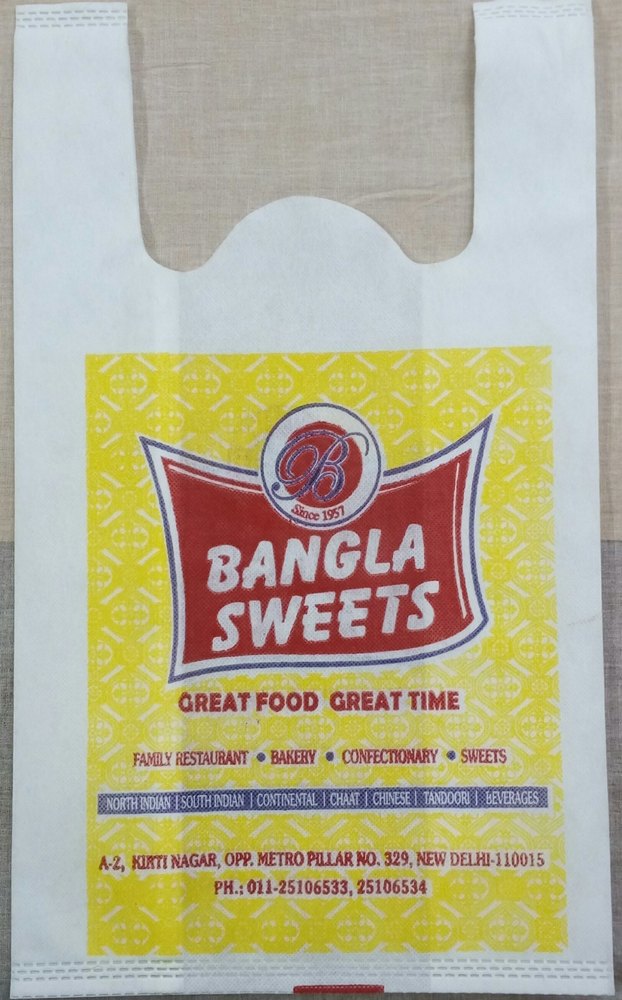 B
Since 1957
BANGLA
SWEETS
GREAT FOOD GREAT TIME
FAMILY RESTAURANT • BAKERY • CONFECTIONARY • SWEETS
NORTH INDIAN | SOUTH INDIAN | CONTINENTAL | CHAAT | CHINESE | TANDOORI | BEVERAGES
A-2, KIRTI NAGAR, OPP. METRO PILLAR NO. 329, NEW DELHI-110015
PH.: 011-25106533, 25106534